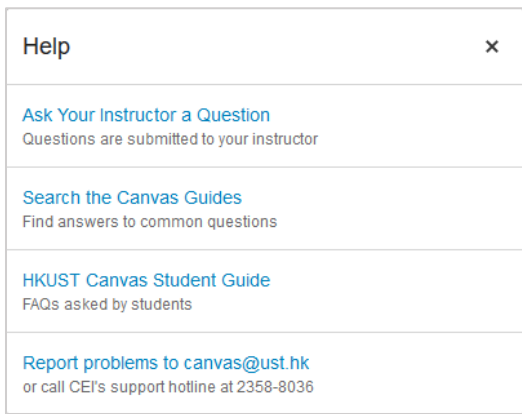 Help
Ask Your Instructor a Question
Questions are submitted to your instructor
Search the Canvas Guides
Find answers to common questions
HKUST Canvas Student Guide
FAQs asked by students
Report problems to canvas@ust.hk
or call CEI's support hotline at 2358-8036